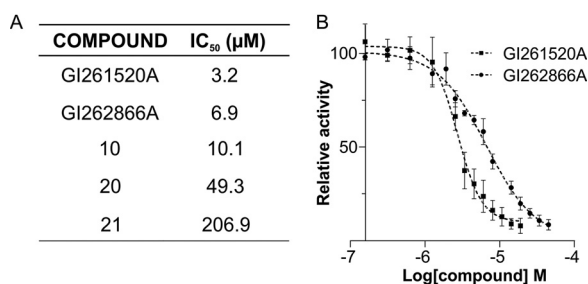 A
COMPOUND IC50 (µM)
GI261520A 3.2
GI262866A 6.9
10 10.1
20 49.3
21 206.9
B
GI261520A
GI262866A
100
50
Relative activity
-7 -6 -5 -4
Log[compound] M